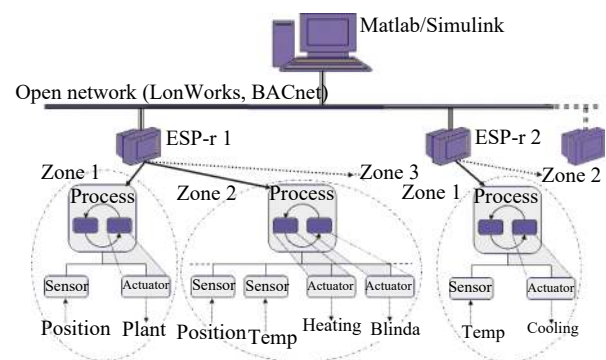 Matlab/Simulink
Open network (LonWorks, BACnet)
ESP-r 1
ESP-r 2
Zone 1
Zone 2
Zone 3
Zone 1
Zone 2
Process
Process
Process
Sensor
Actuator
Sensor
Sensor
Actuator
Actuator
Sensor
Actuator
Position
Plant
Position
Temp
Heating
Blinda
Temp
Cooling